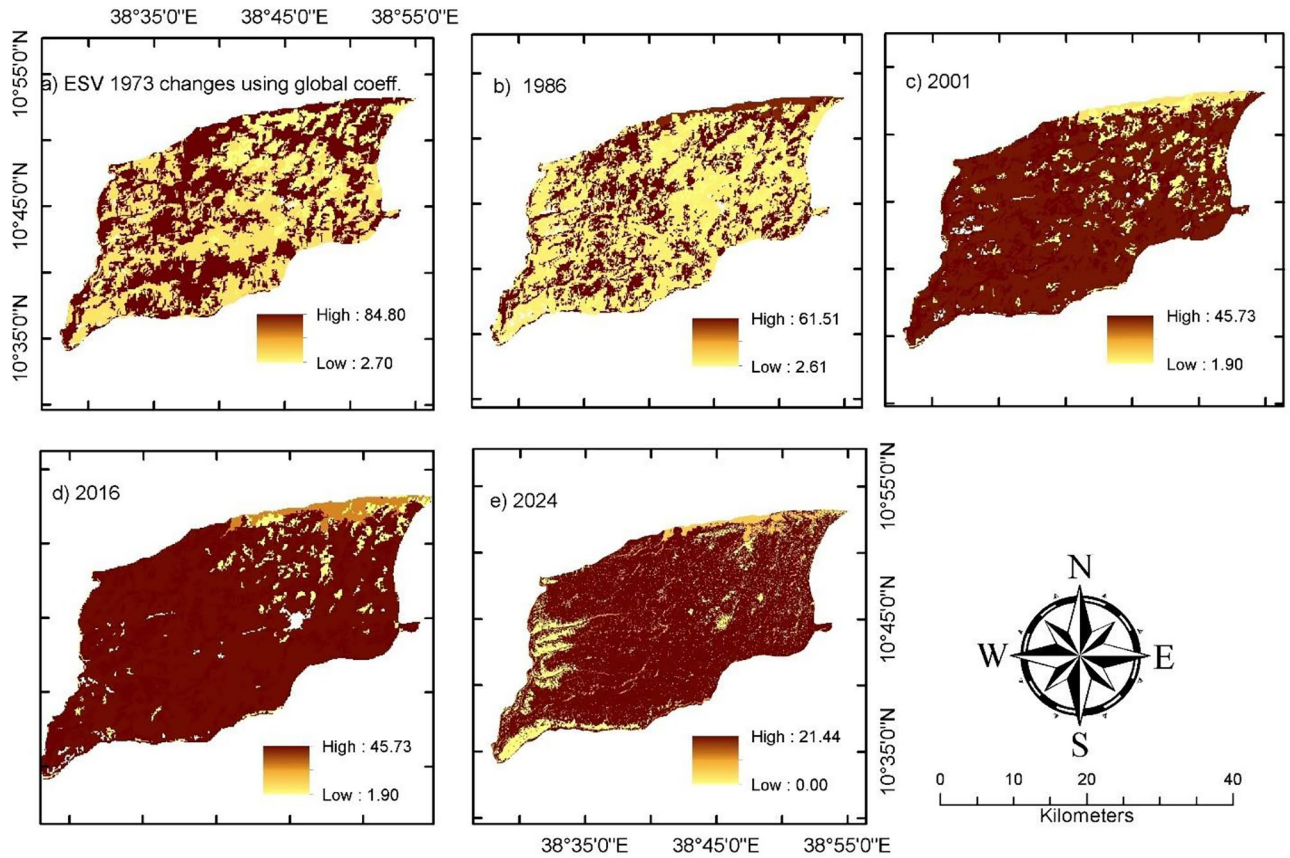 38°35'0"E 38°45'0"E 38°55'0"E
10°55'0"N
10°45'0"N
10°35'0"N
a) ESV 1973 changes using global coeff.
High : 84.80
Low : 2.70
b) 1986
High : 61.51
Low : 2.61
c) 2001
High : 45.73
Low : 1.90
d) 2016
High : 45.73
Low : 1.90
e) 2024
High : 21.44
Low : 0.00
10°55'0"N
10°45'0"N
10°35'0"N
38°35'0"E 38°45'0"E 38°55'0"E
N
W E
S
0 10 20 40
Kilometers